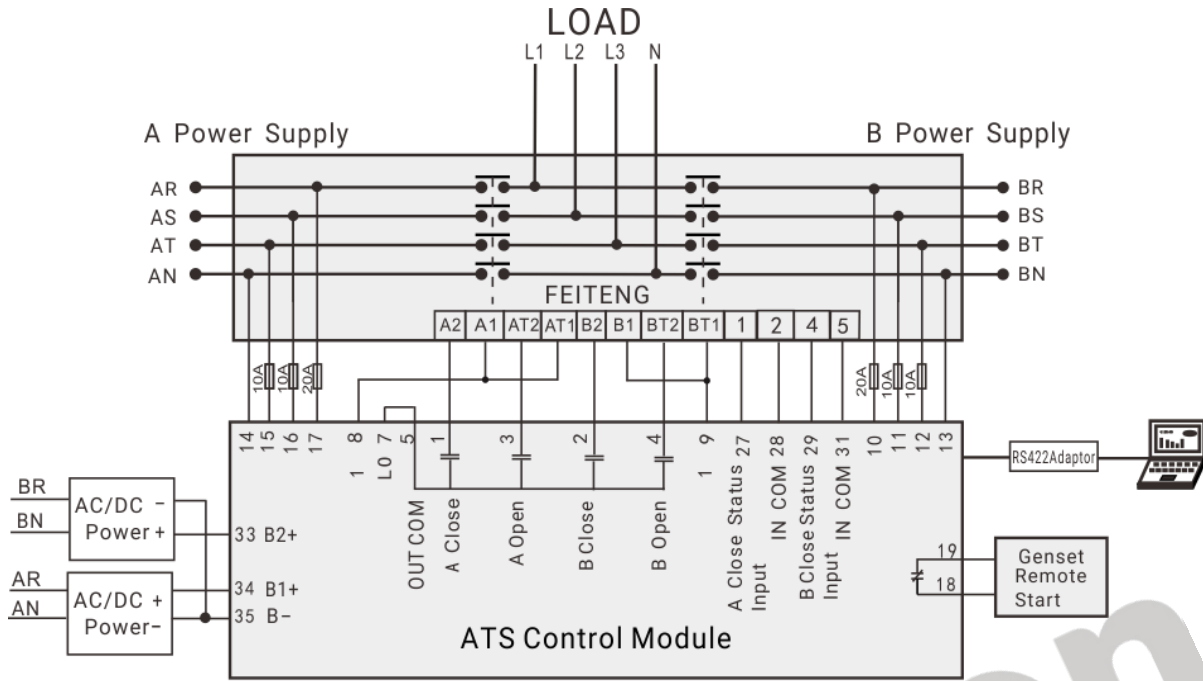 LOAD
L1 L2 L3 N
A Power Supply
B Power Supply
AR
AS
AT
AN
BR
BS
BT
BN
FEITENG
A2 A1 AT2 AT1 B2 B1 BT2 BT1 1 2 4 5
10A
10A
20A
20A
10A
10A
14
15
16
17
1 8
L0 7
OUT COM 5
A Close 1
A Open 3
B Close 2
B Open 4
1 9
A Close Status 27
Input
IN COM 28
B Close Status 29
Input
IN COM 31
10
11
12
13
RS422Adaptor
BR
BN
AC/DC -
Power +
33 B2+
AR
AN
AC/DC +
Power-
34 B1+
35 B-
19
18
Genset
Remote
Start
ATS Control Module